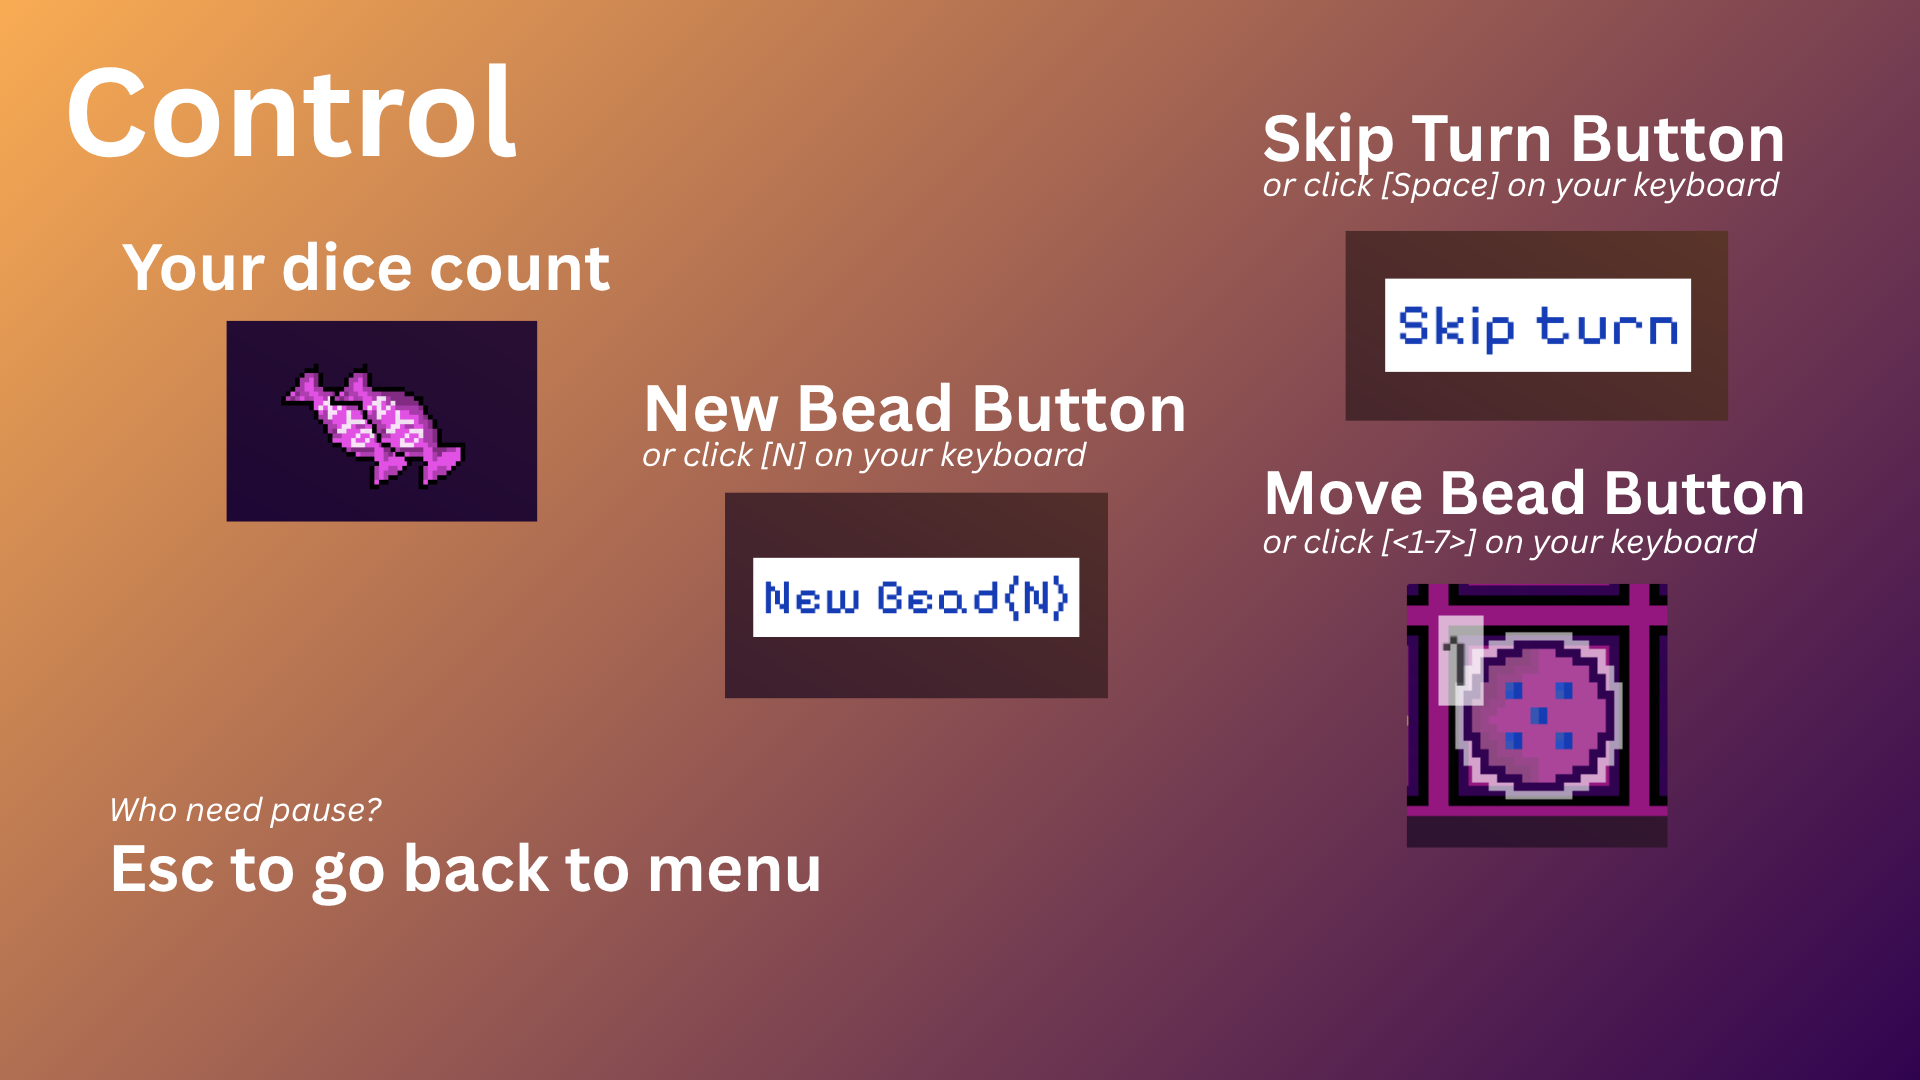 Control
Your dice count
New Bead Button
or click [N] on your keyboard
New Bead(N)
Skip Turn Button
or click [Space] on your keyboard
Skip turn
Move Bead Button
or click [<1-7>] on your keyboard
1
Who need pause?
Esc to go back to menu